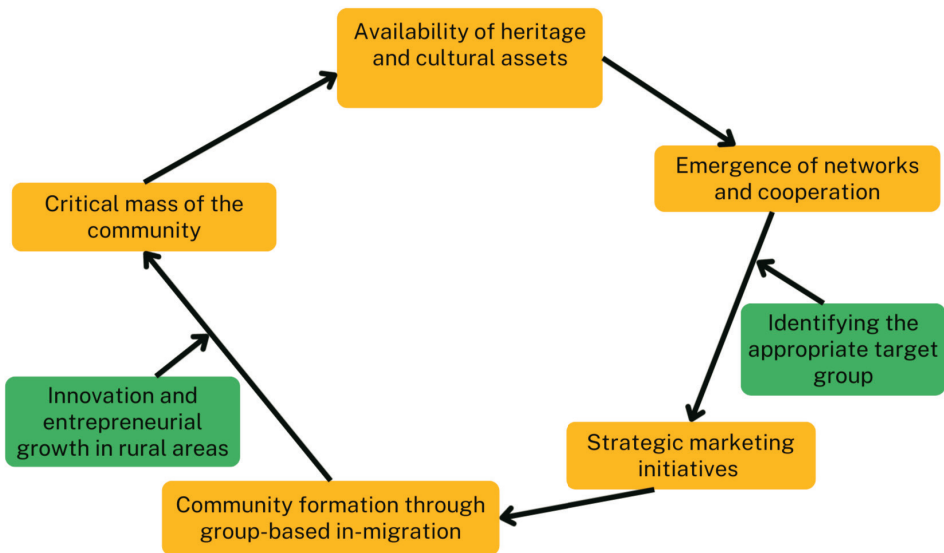 Availability of heritage
and cultural assets
Emergence of networks
and cooperation
Identifying the
appropriate target
group
Strategic marketing
initiatives
Community formation through
group-based in-migration
Innovation and
entrepreneurial
growth in rural areas
Critical mass of the
community